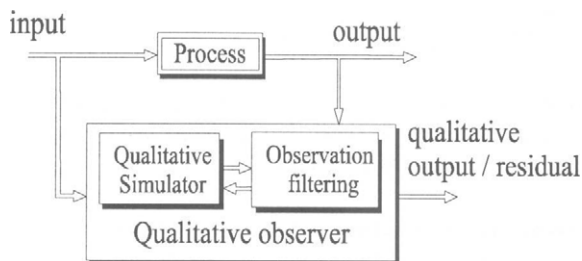 input
Process
output
Qualitative
Simulator
Observation
filtering
Qualitative observer
qualitative
output / residual